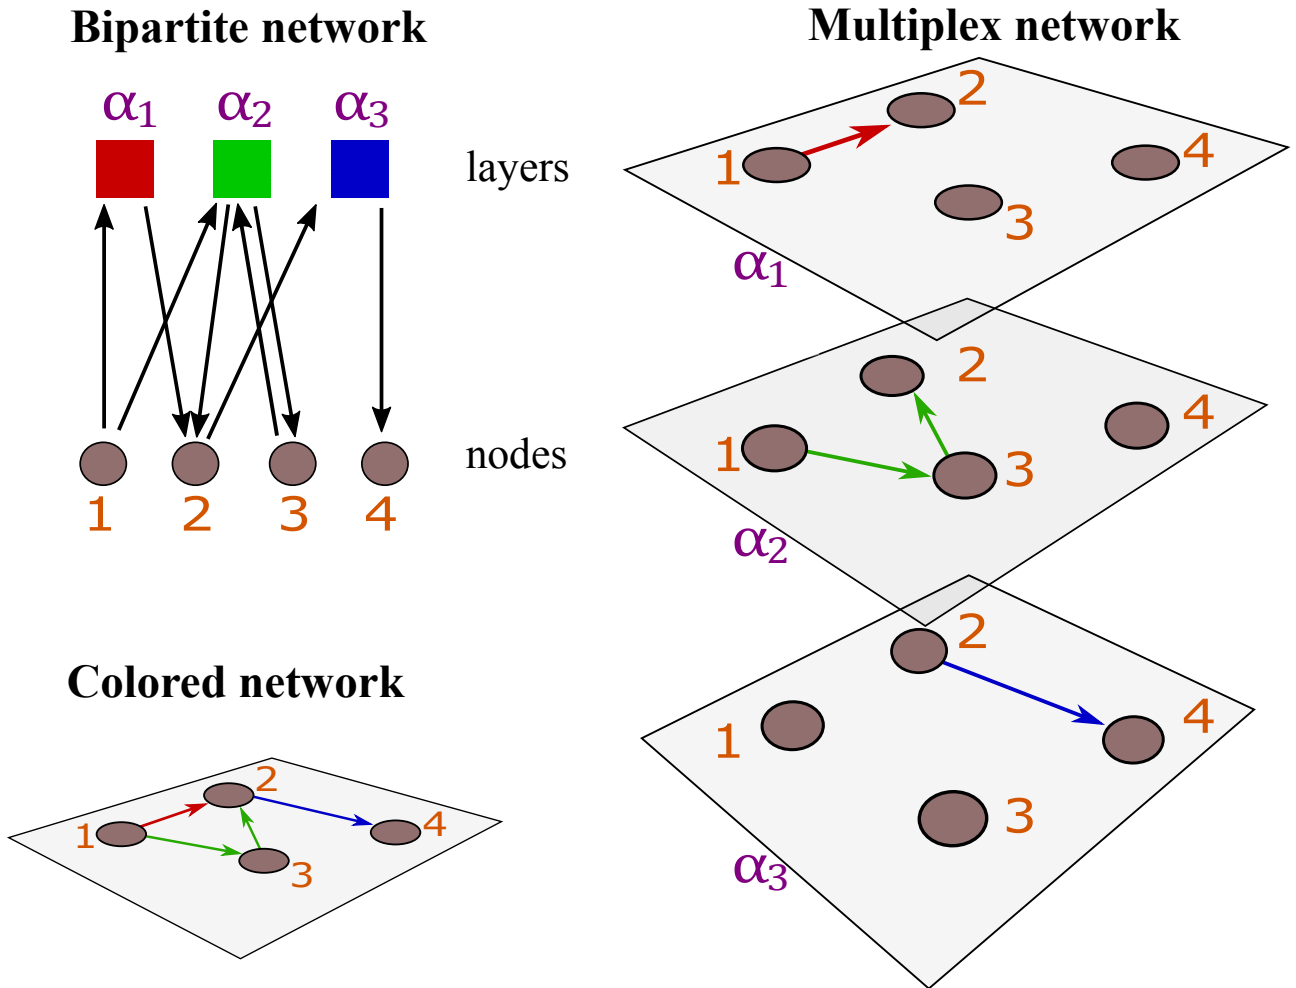 Bipartite network
α1 α2 α3
layers
nodes
1 2 3 4
Colored network
2
1
4
3
Multiplex network
2
4
1
3
α1
2
4
1
3
α2
2
4
1
3
α3